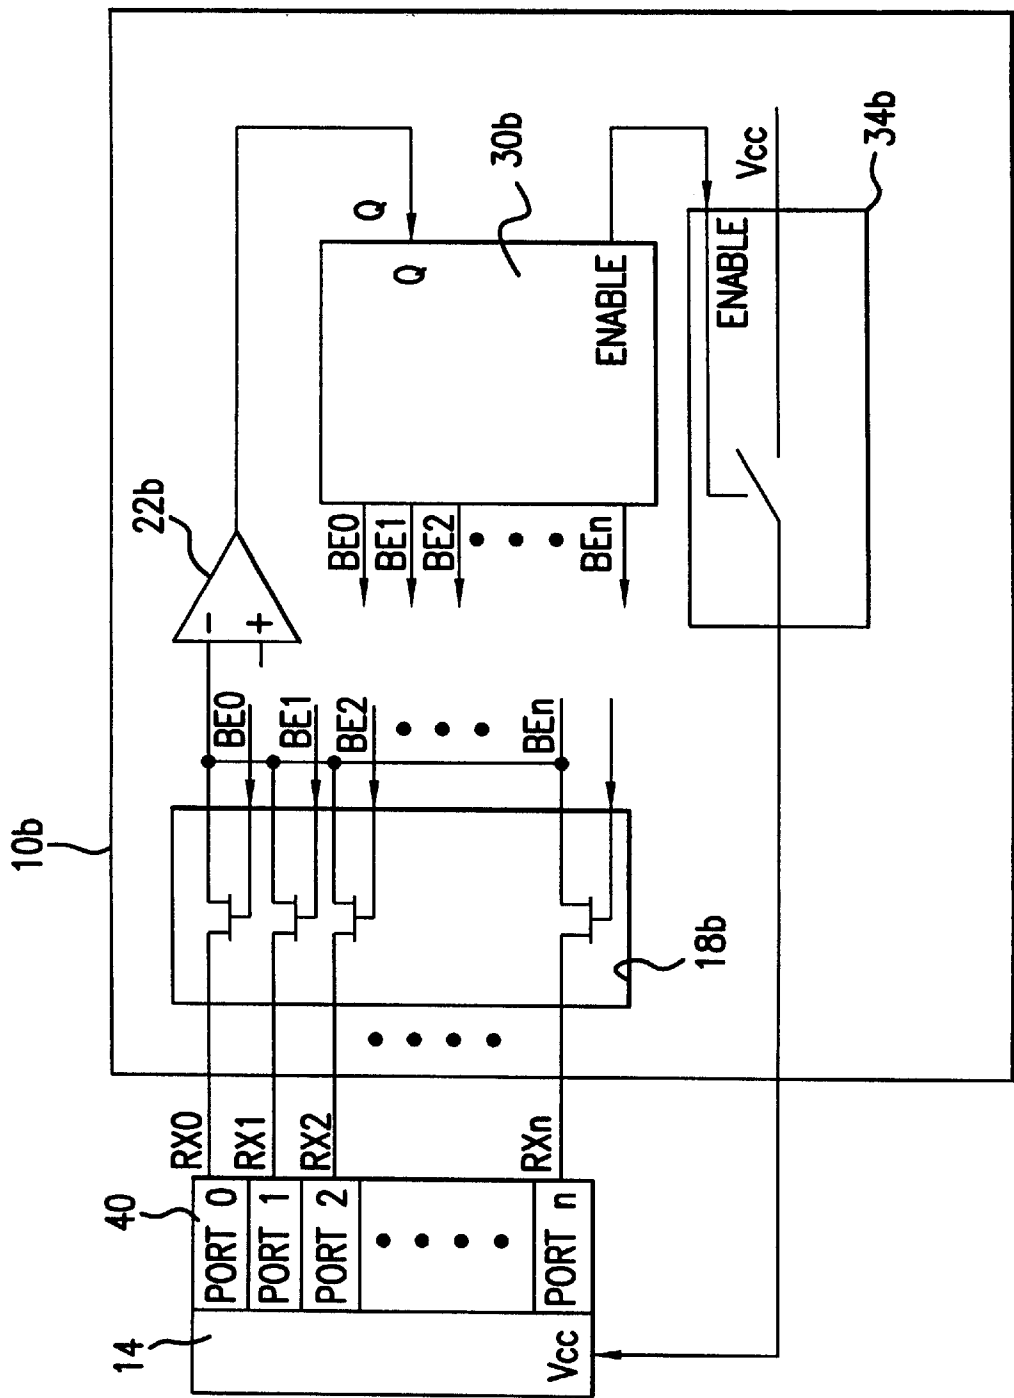 10b
14
40
PORT 0
PORT 1
PORT 2
PORT n
Vcc
RX0
RX1
RX2
RXn
18b
BE0
BE1
BE2
BEn
22b
−
+
BE0
BE1
BE2
BEn
Q
Q
ENABLE
30b
ENABLE
Vcc
34b